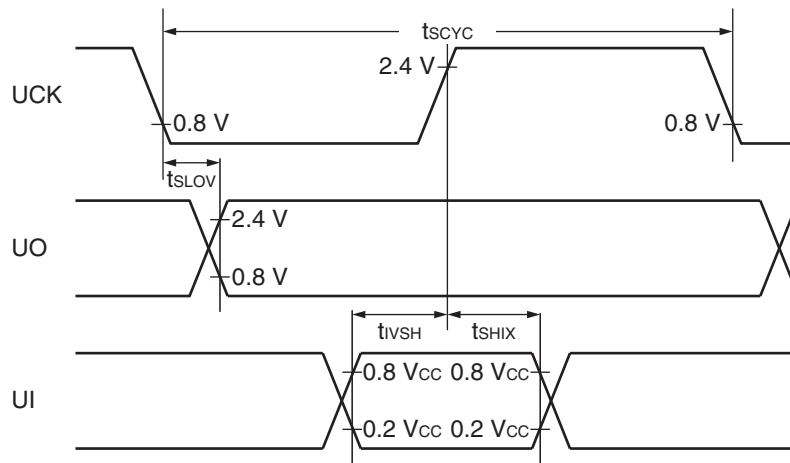 tSCYC
UCK
2.4 V
0.8 V
0.8 V
tSLOV
UO
2.4 V
0.8 V
tIVSH
tSHIX
UI
0.8 VCC
0.8 VCC
0.2 VCC
0.2 VCC